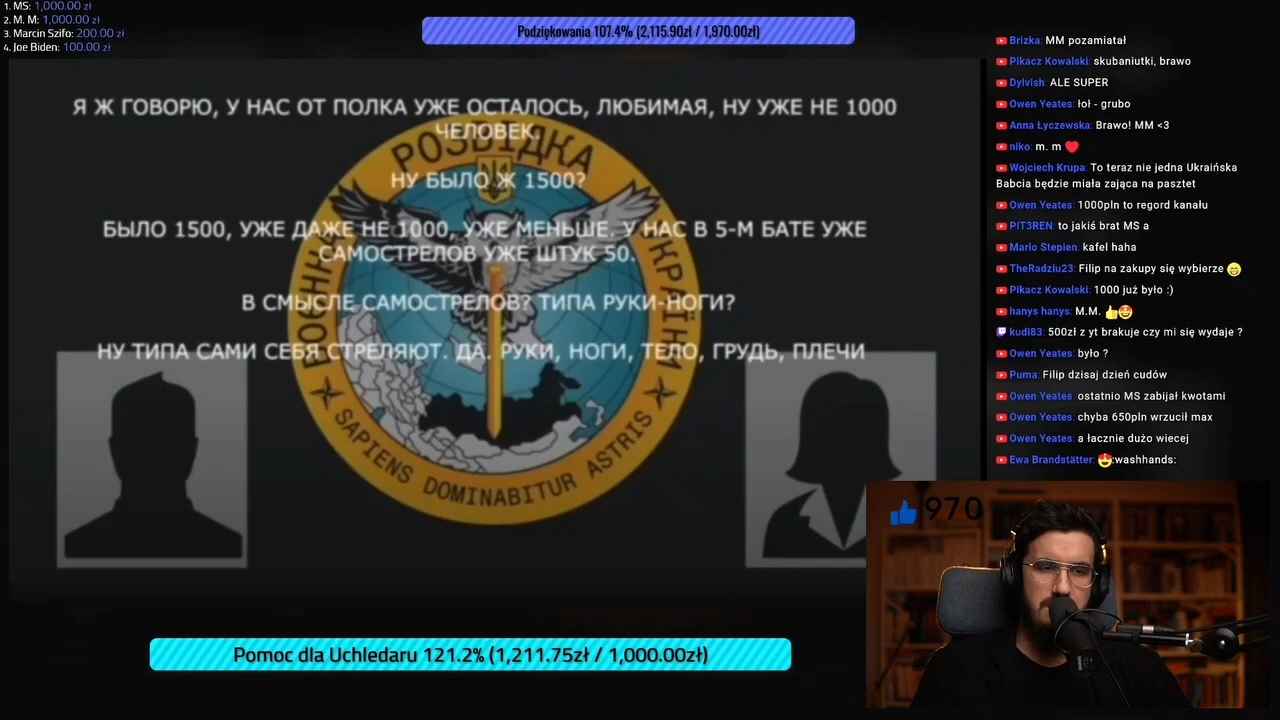 1. MS: 1,000.00 zł
2. M. M: 1,000.00 zł
3. Marcin Szifo: 200.00 zł
4. Joe Biden: 100.00 zł
Podziękowania 107.4% (2,115.90zł / 1,970.00zł)
Я Ж ГОВОРЮ, У НАС ОТ ПОЛКА УЖЕ ОСТАЛОСЬ, ЛЮБИМАЯ, НУ УЖЕ НЕ 1000
ЧЕЛОВЕК.
НУ БЫЛО Ж 1500?
БЫЛО 1500, УЖЕ ДАЖЕ НЕ 1000, УЖЕ МЕНЬШЕ. У НАС В 5-М БАТЕ УЖЕ
САМОСТРЕЛОВ УЖЕ ШТУК 50.
В СМЫСЛЕ САМОСТРЕЛОВ? ТИПА РУКИ-НОГИ?
НУ ТИПА САМИ СЕБЯ СТРЕЛЯЮТ. ДА. РУКИ, НОГИ, ТЕЛО, ГРУДЬ, ПЛЕЧИ
РОЗВІДКА
ВОЄННА
УКРАЇНИ
SAPIENS DOMINABITUR ASTRIS
Pomoc dla Uchledaru 121.2% (1,211.75zł / 1,000.00zł)
Brizka: MM pozamiatał
Pikacz Kowalski: skubaniutki, brawo
Dylvish: ALE SUPER
Owen Yeates: łoł - grubo
Anna Łyczewska: Brawo! MM <3
niko: m. m ❤️
Wojciech Krupa: To teraz nie jedna Ukraińska
Babcia będzie miała zająca na pasztet
Owen Yeates: 1000pln to regord kanału
PIT3REN: to jakiś brat MS a
Mario Stepien: kafel haha
TheRadziu23: Filip na zakupy się wybierze 😁
Pikacz Kowalski: 1000 już było :)
hanys hanys: M.M. 👍😍
kudi83: 500zł z yt brakuje czy mi się wydaje ?
Owen Yeates: było ?
Puma: Filip dzisaj dzień cudów
Owen Yeates: ostatnio MS zabijał kwotami
Owen Yeates: chyba 650pln wrzucił max
Owen Yeates: a łacznie dużo wiecej
Ewa Brandstätter: 😍:washhands:
970